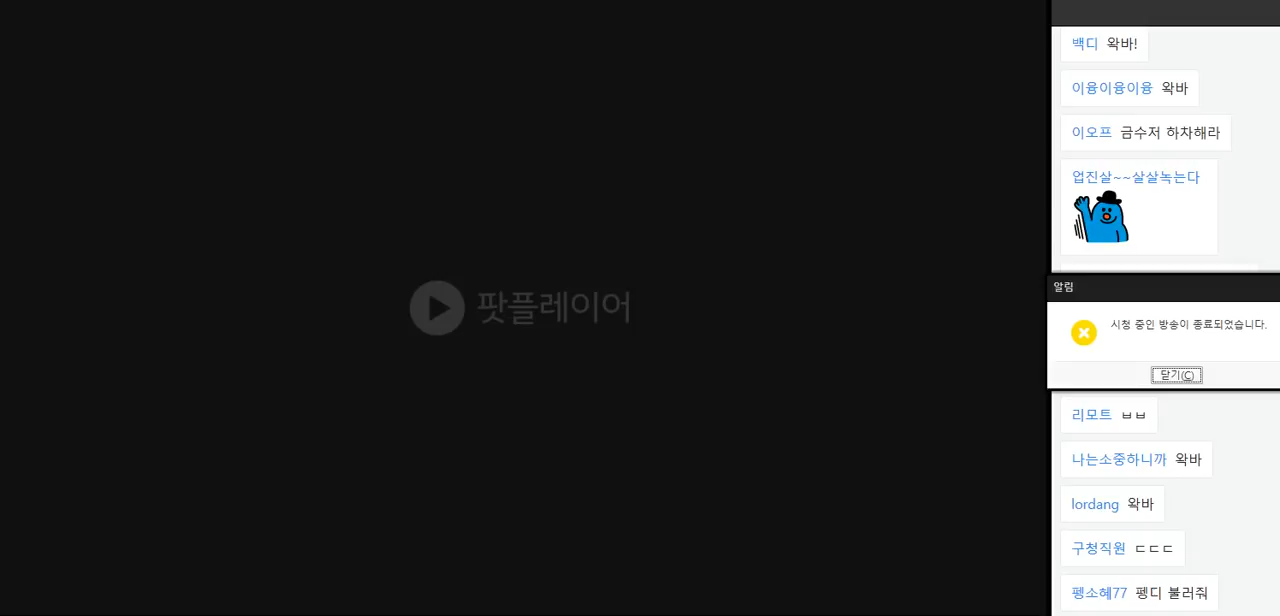 팟플레이어
백디 왁바!
이융이융이융 왁바
이오프 금수저 하차해라
업진살~~살살녹는다
알림
시청 중인 방송이 종료되었습니다.
닫기(C)
리모트 ㅂㅂ
나는소중하니까 왁바
lordang 왁바
구청직원 ㄷㄷㄷ
펭소혜77 펭디 불러줘